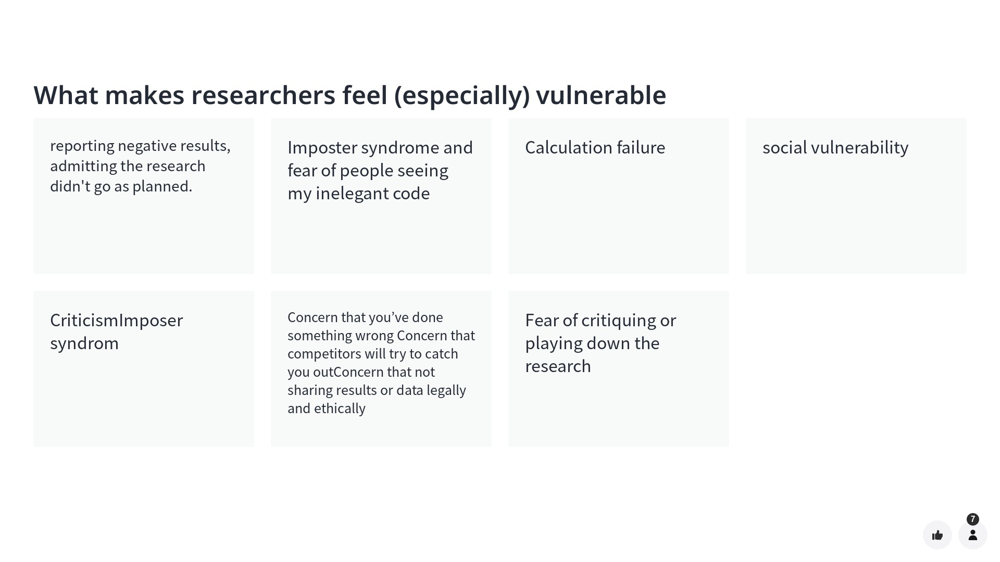 What makes researchers feel (especially) vulnerable
reporting negative results,
admitting the research
didn't go as planned.
Imposter syndrome and
fear of people seeing
my inelegant code
Calculation failure
social vulnerability
CriticismImposer
syndrom
Concern that you’ve done
something wrong Concern that
competitors will try to catch
you outConcern that not
sharing results or data legally
and ethically
Fear of critiquing or
playing down the
research
7